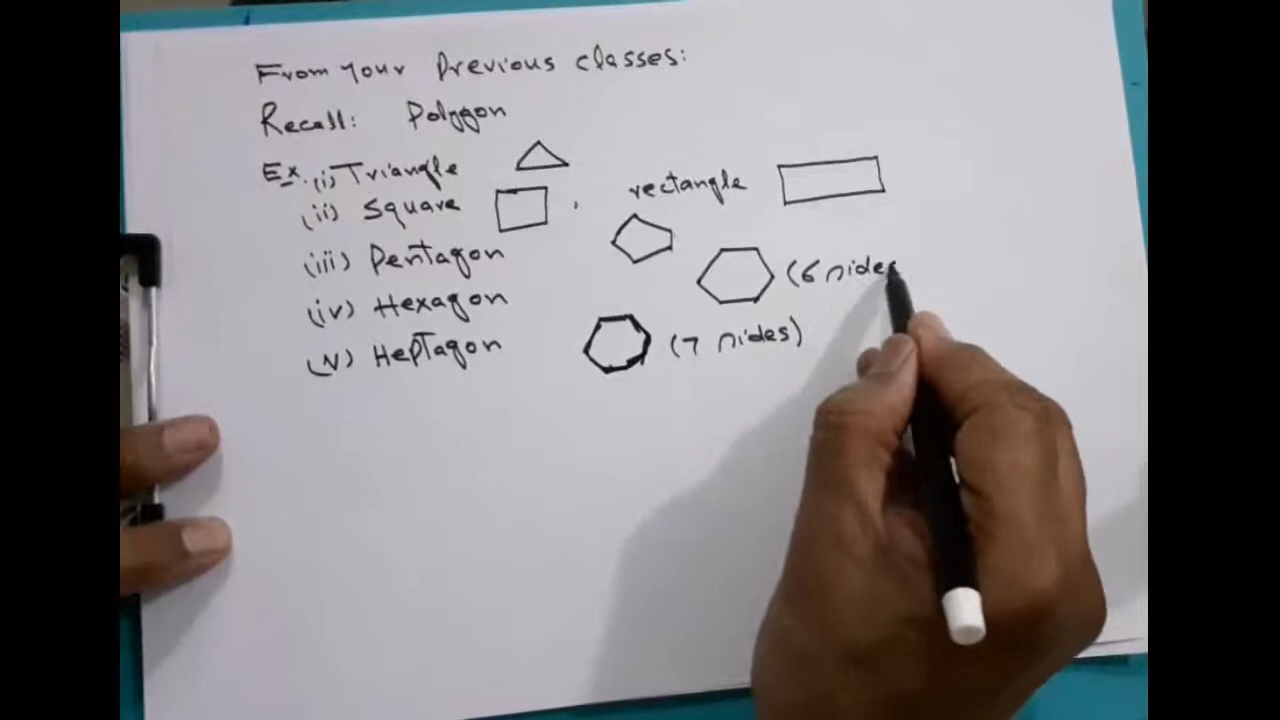 From your Previous classes:
Recall: Polygon
Ex. (i) Triangle
(ii) Square , rectangle
(iii) Pentagon
(iv) Hexagon (6 sides
(v) Heptagon (7 sides)